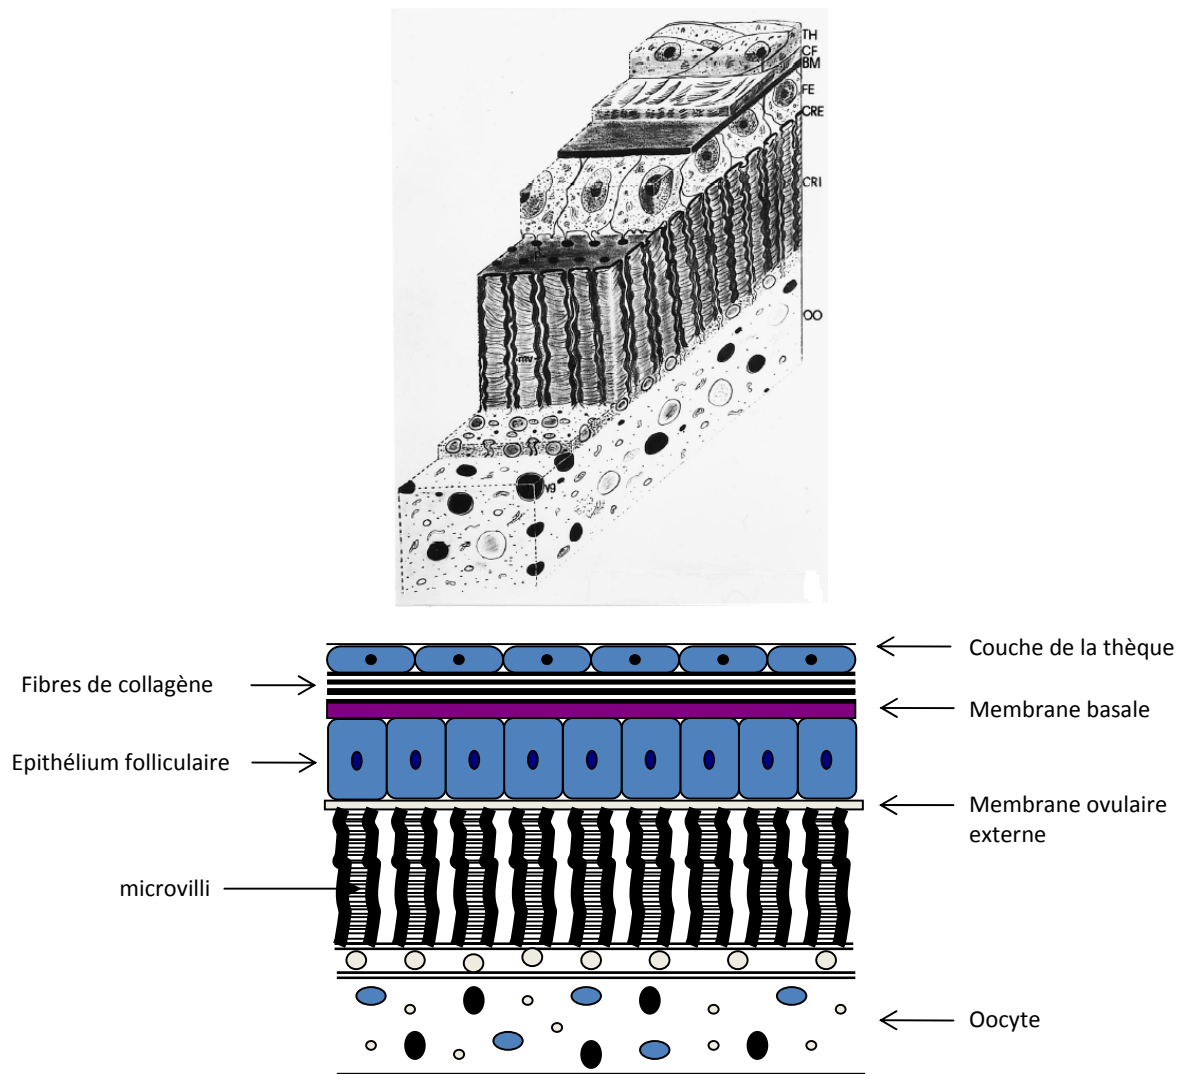 TH
CF
BM
FE
CRE
CRI
OO
mv
yg
Couche de la thèque
Fibres de collagène
Membrane basale
Epithélium folliculaire
Membrane ovulaire
externe
microvilli
Oocyte